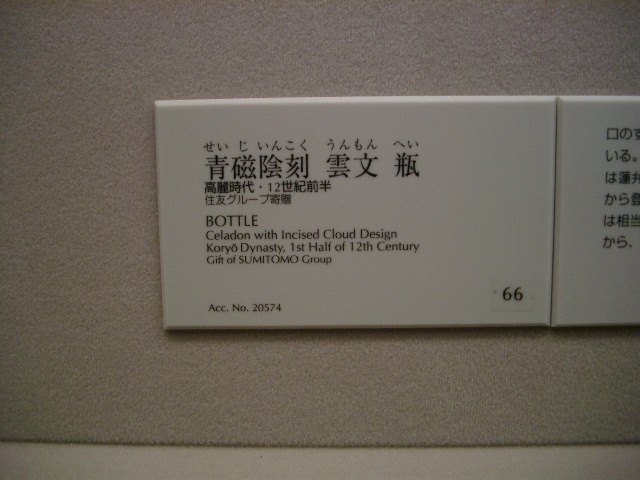 せい じ いんこく うんもん へい
青磁陰刻 雲文 瓶
高麗時代・12世紀前半
住友グループ寄贈
BOTTLE
Celadon with Incised Cloud Design
Koryŏ Dynasty, 1st Half of 12th Century
Gift of SUMITOMO Group
Acc. No. 20574
66
口のす
いる。
は蓮弁
から登
は相当
から、